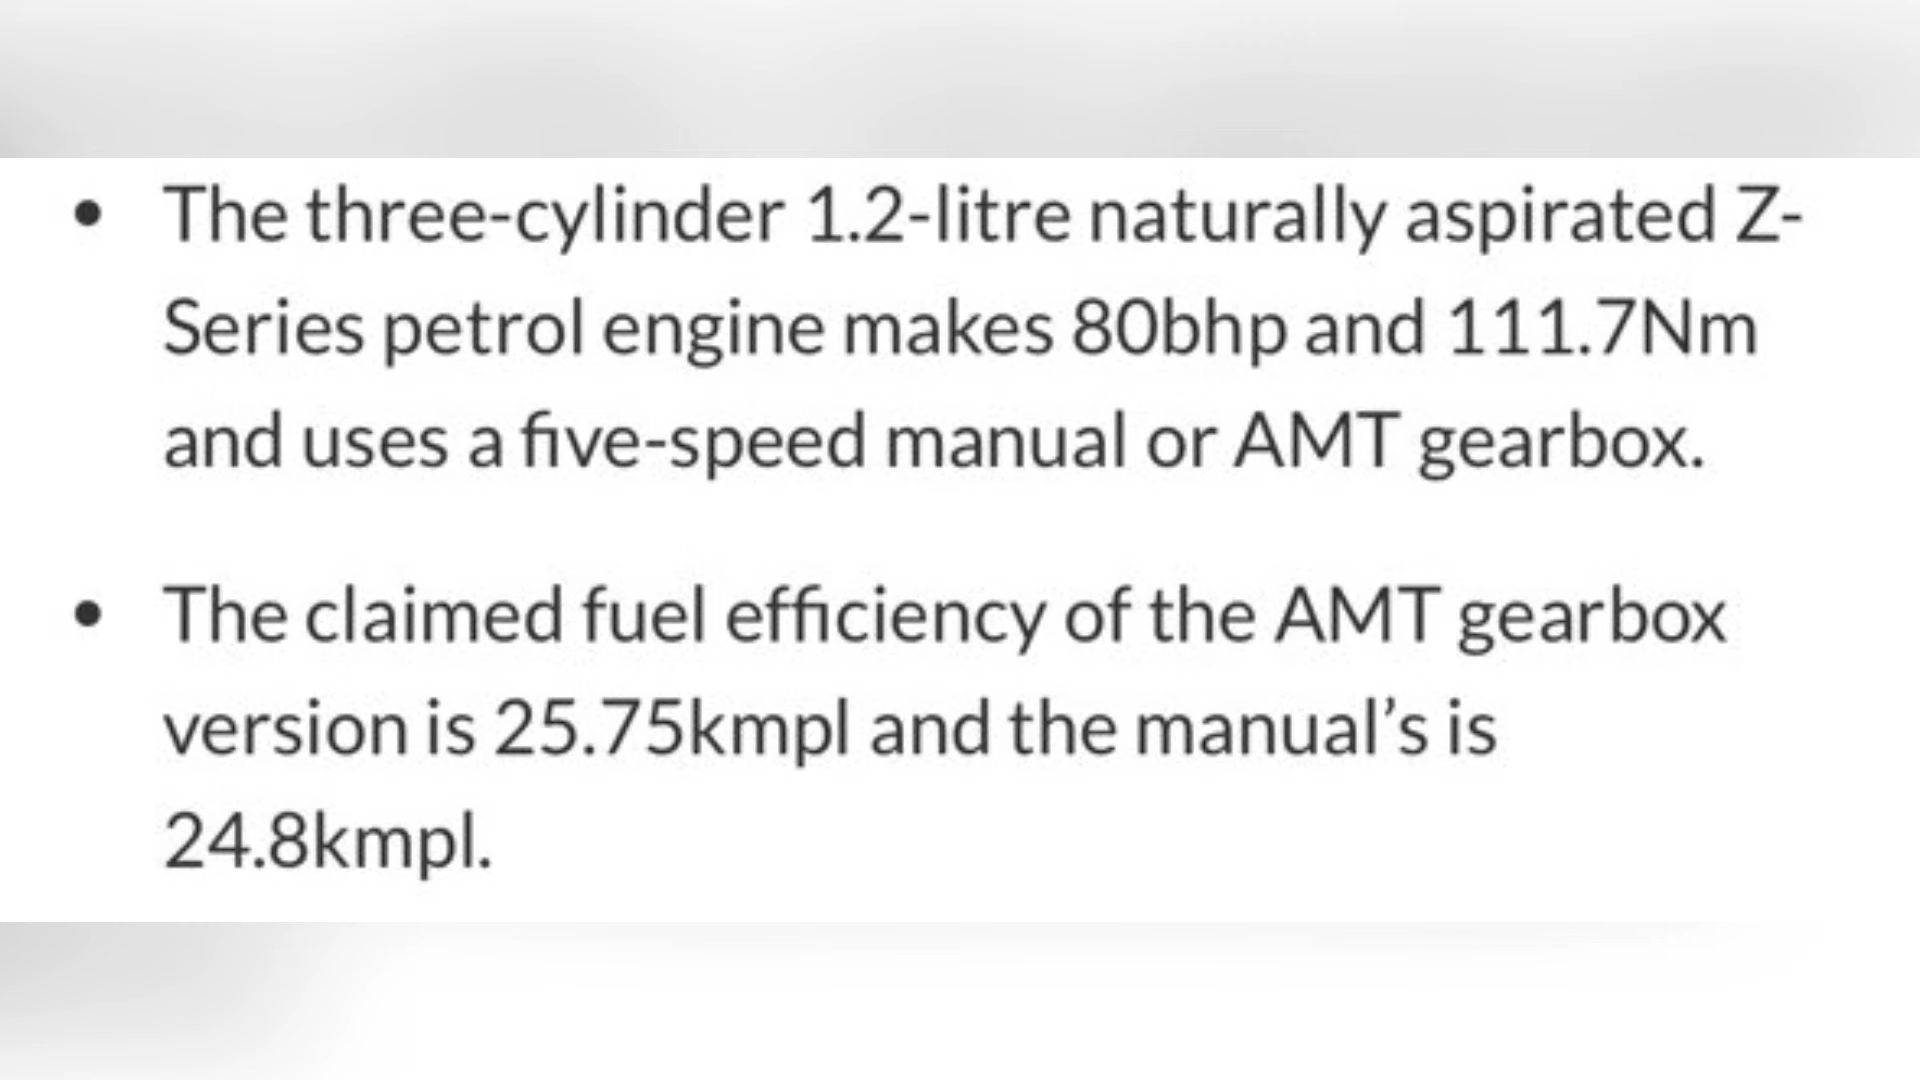 • The three-cylinder 1.2-litre naturally aspirated Z-
Series petrol engine makes 80bhp and 111.7Nm
and uses a five-speed manual or AMT gearbox.
• The claimed fuel efficiency of the AMT gearbox
version is 25.75kmpl and the manual’s is
24.8kmpl.